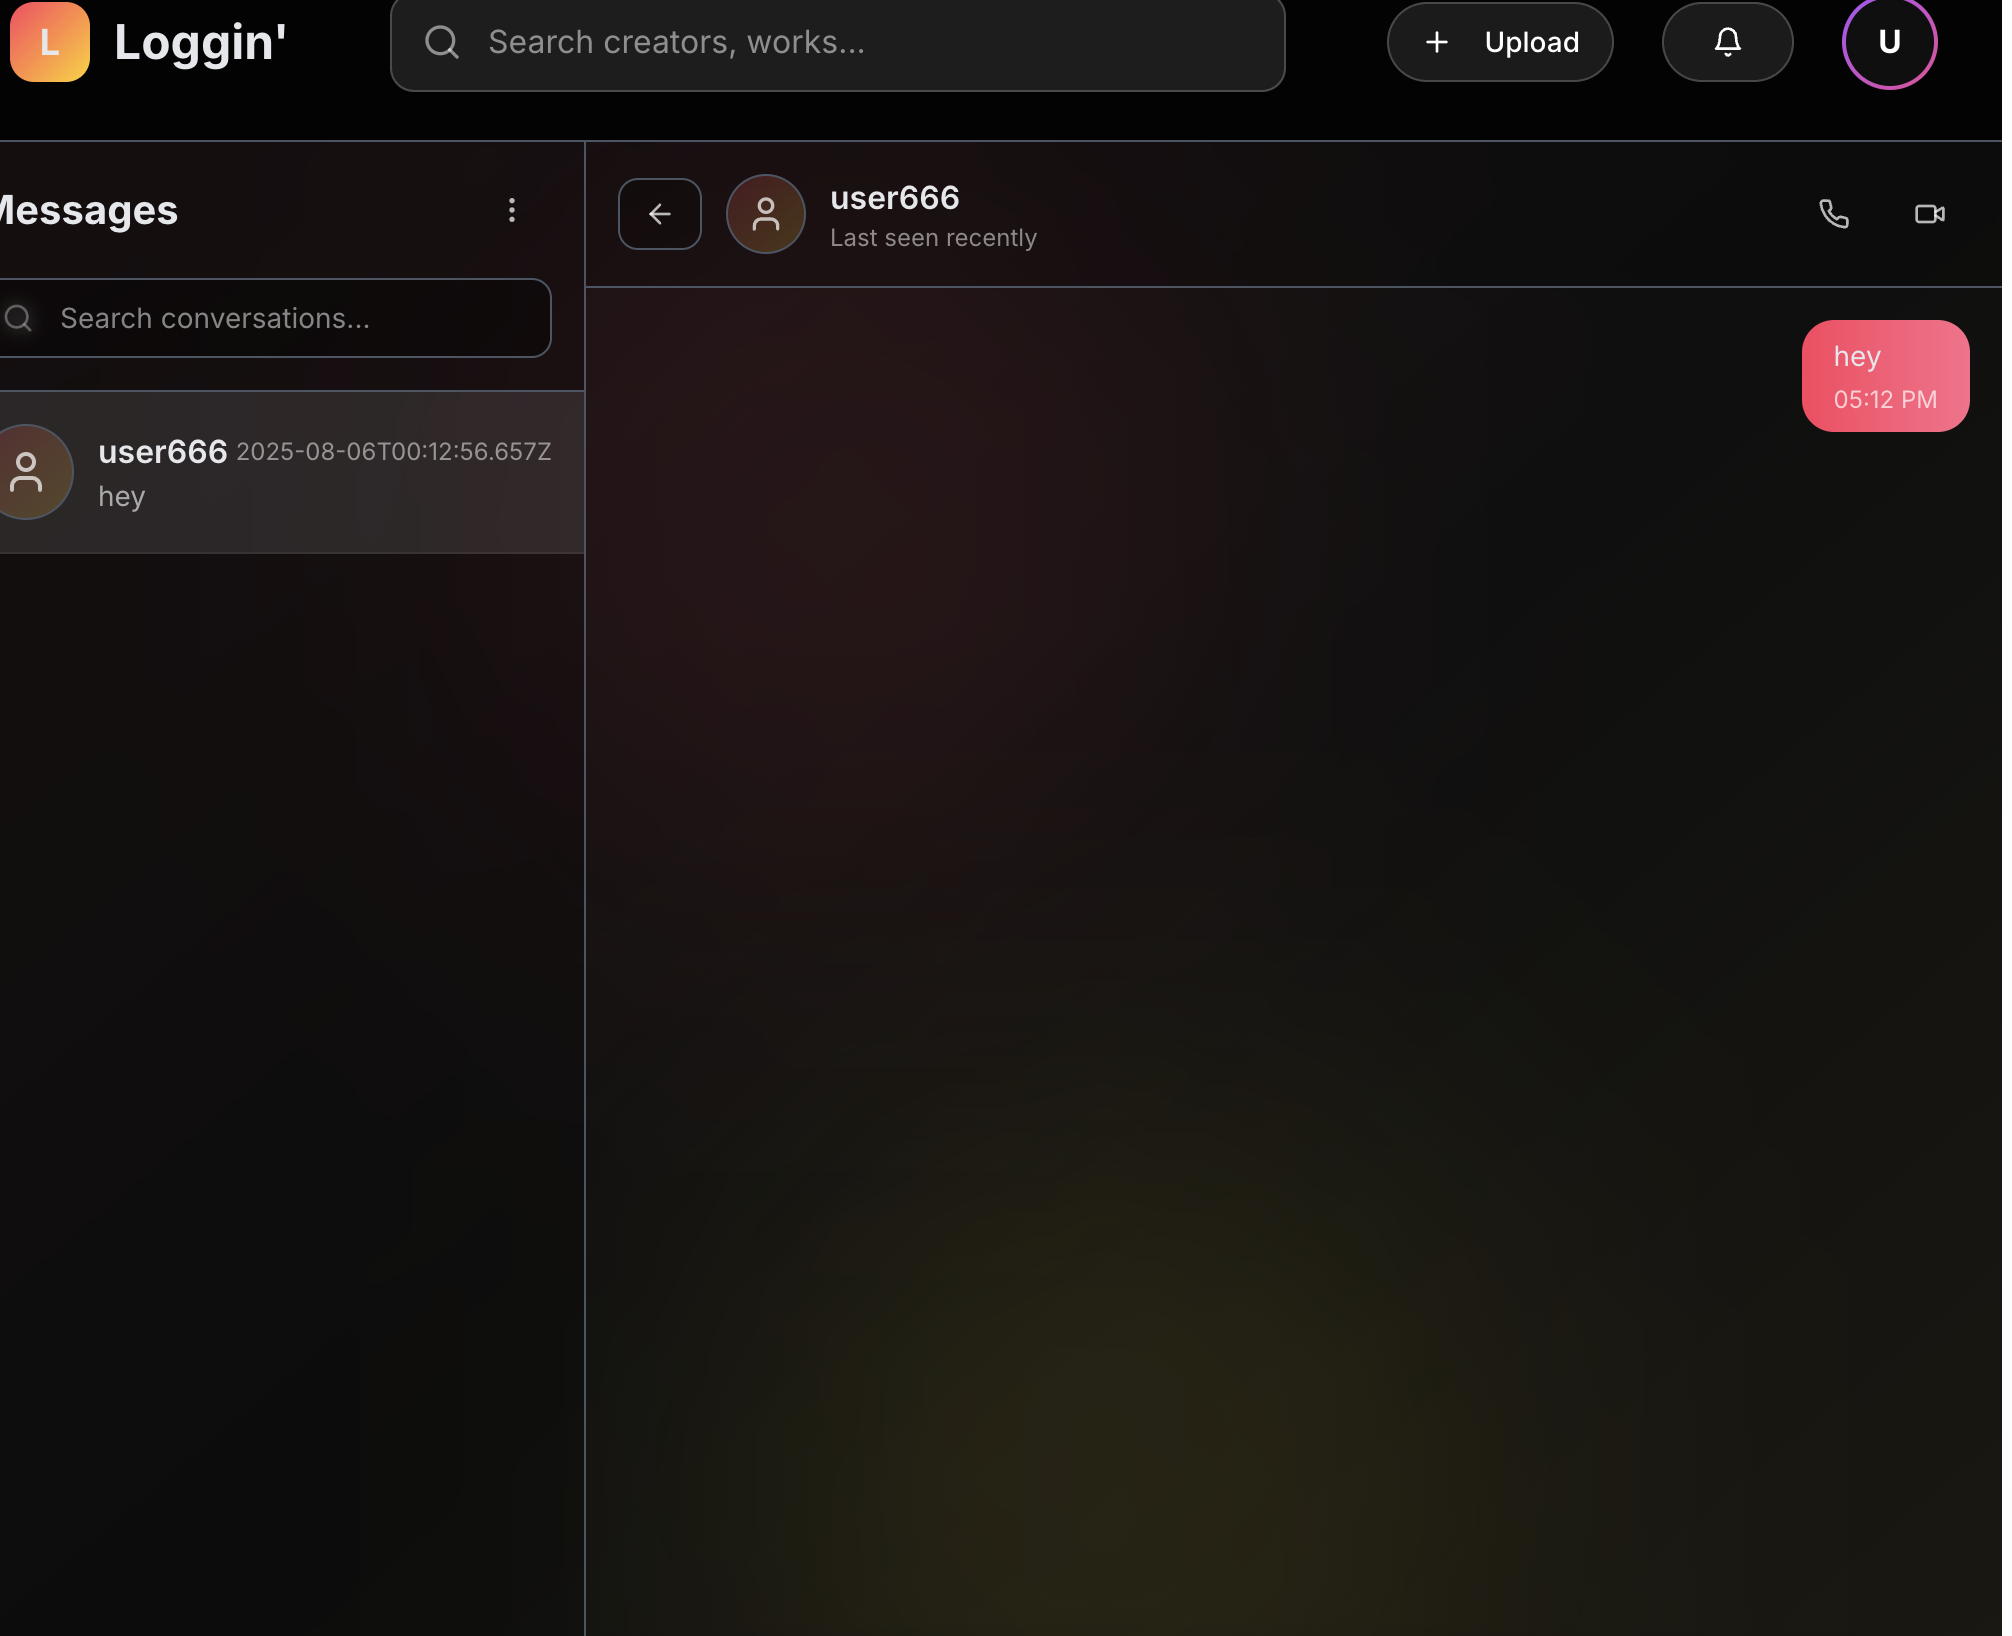 L Loggin'
Search creators, works...
Upload
U
Messages
Search conversations...
user666 2025-08-06T00:12:56.657Z
hey
user666
Last seen recently
hey
05:12 PM